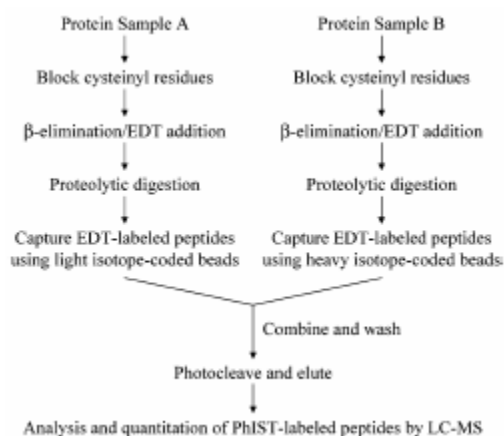 Protein Sample A
Block cysteinyl residues
β-elimination/EDT addition
Proteolytic digestion
Capture EDT-labeled peptides
using light isotope-coded beads
Protein Sample B
Block cysteinyl residues
β-elimination/EDT addition
Proteolytic digestion
Capture EDT-labeled peptides
using heavy isotope-coded beads
Combine and wash
Photocleave and elute
Analysis and quantitation of PhIST-labeled peptides by LC-MS